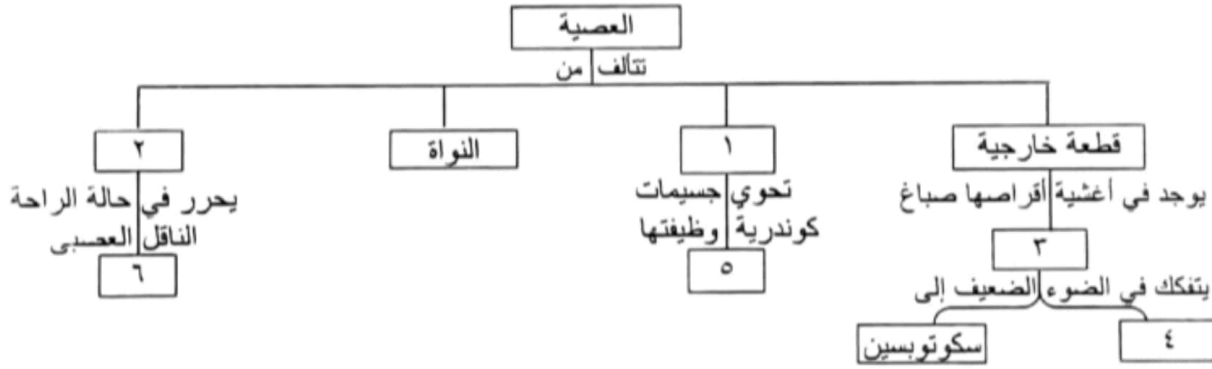 العصية
تتألف من
قطعة خارجية
١
النواة
٢
يوجد في أغشية أقراصها صباغ
تحوي جسيمات
كوندرية وظيفتها
يحرر في حالة الراحة
الناقل العصبي
٣
٥
٦
يتفكك في الضوء الضعيف إلى
٤
سكوتوبسين